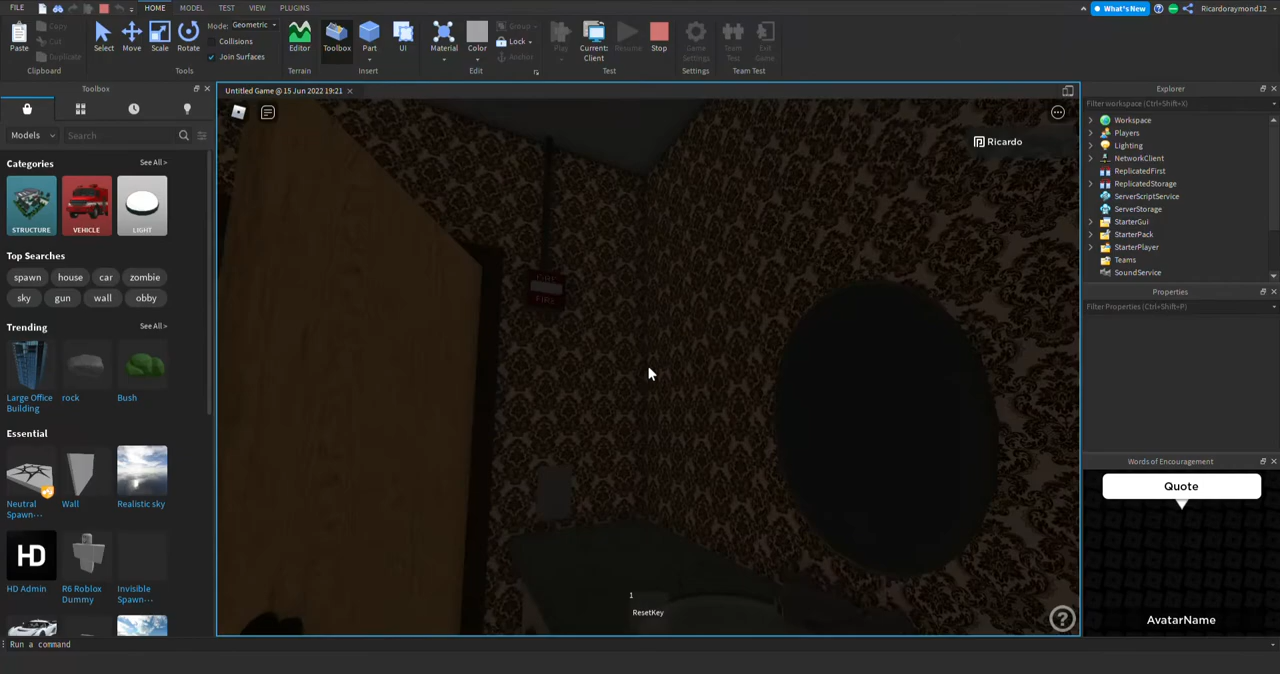 FILE
HOME
MODEL
TEST
VIEW
PLUGINS
What's New
Ricardoraymond12
Paste
Copy
Cut
Duplicate
Clipboard
Select
Move
Scale
Rotate
Mode: Geometric
Collisions
Join Surfaces
Tools
Editor
Terrain
Toolbox
Part
UI
Insert
Material
Color
Group
Lock
Anchor
Edit
Play
Current:
Client
Resume
Stop
Test
Game
Settings
Settings
Team
Test
Exit
Game
Team Test
Toolbox
Models
Search
Categories
See All >
STRUCTURE
VEHICLE
LIGHT
Top Searches
spawn
house
car
zombie
sky
gun
wall
obby
Trending
See All >
Large Office
Building
rock
Bush
Essential
Neutral
Spawn---
Wall
Realistic sky
HD
HD Admin
R6 Roblox
Dummy
Invisible
Spawn---
Untitled Game @ 15 Jun 2022 19:21
Ricardo
FIRE
1
ResetKey
?
Explorer
Filter workspace (Ctrl+Shift+X)
Workspace
Players
Lighting
NetworkClient
ReplicatedFirst
ReplicatedStorage
ServerScriptService
ServerStorage
StarterGui
StarterPack
StarterPlayer
Teams
SoundService
Properties
Filter Properties (Ctrl+Shift+P)
Words of Encouragement
Quote
AvatarName
Run a command